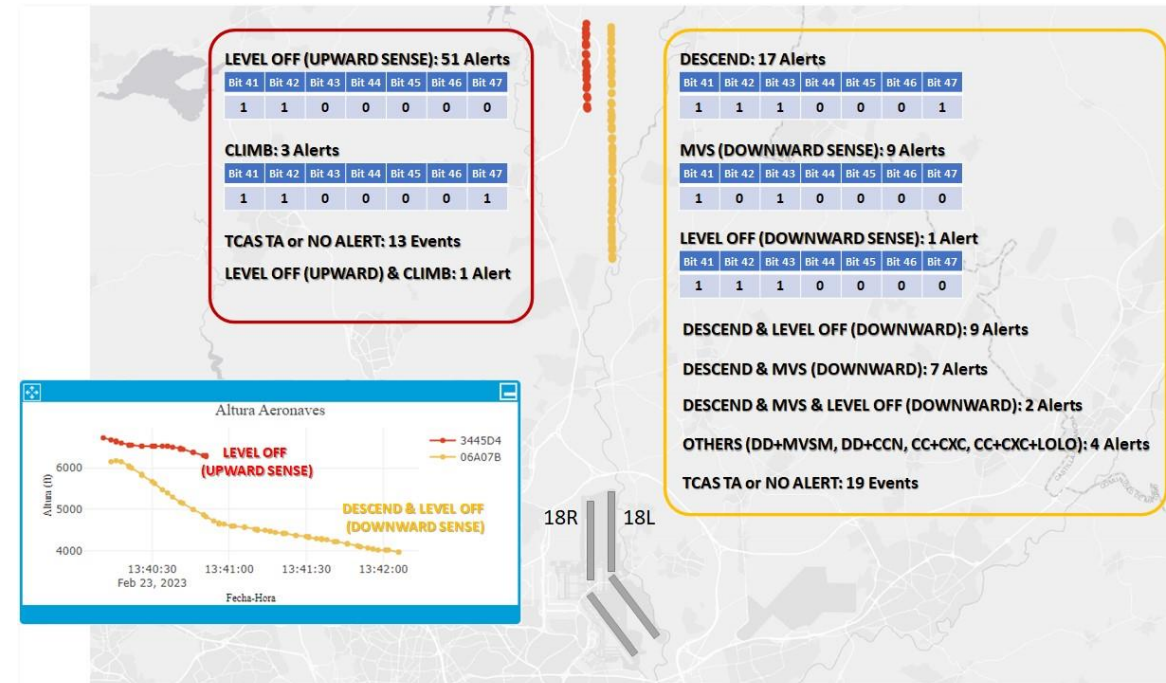 LEVEL OFF (UPWARD SENSE): 51 Alerts
Bit 41 Bit 42 Bit 43 Bit 44 Bit 45 Bit 46 Bit 47
1 1 0 0 0 0 0
CLIMB: 3 Alerts
Bit 41 Bit 42 Bit 43 Bit 44 Bit 45 Bit 46 Bit 47
1 1 0 0 0 0 1
TCAS TA or NO ALERT: 13 Events
LEVEL OFF (UPWARD) & CLIMB: 1 Alert
DESCEND: 17 Alerts
Bit 41 Bit 42 Bit 43 Bit 44 Bit 45 Bit 46 Bit 47
1 1 1 0 0 0 1
MVS (DOWNWARD SENSE): 9 Alerts
Bit 41 Bit 42 Bit 43 Bit 44 Bit 45 Bit 46 Bit 47
1 0 1 0 0 0 0
LEVEL OFF (DOWNWARD SENSE): 1 Alert
Bit 41 Bit 42 Bit 43 Bit 44 Bit 45 Bit 46 Bit 47
1 1 1 0 0 0 0
DESCEND & LEVEL OFF (DOWNWARD): 9 Alerts
DESCEND & MVS (DOWNWARD): 7 Alerts
DESCEND & MVS & LEVEL OFF (DOWNWARD): 2 Alerts
OTHERS (DD+MVSM, DD+CCN, CC+CXC, CC+CXC+LOLO): 4 Alerts
TCAS TA or NO ALERT: 19 Events
Altura Aeronaves
3445D4
06A07B
LEVEL OFF
(UPWARD SENSE)
DESCEND & LEVEL OFF
(DOWNWARD SENSE)
Altura (ft)
6000
5000
4000
13:40:30 13:41:00 13:41:30 13:42:00
Feb 23, 2023
Fecha-Hora
18R 18L